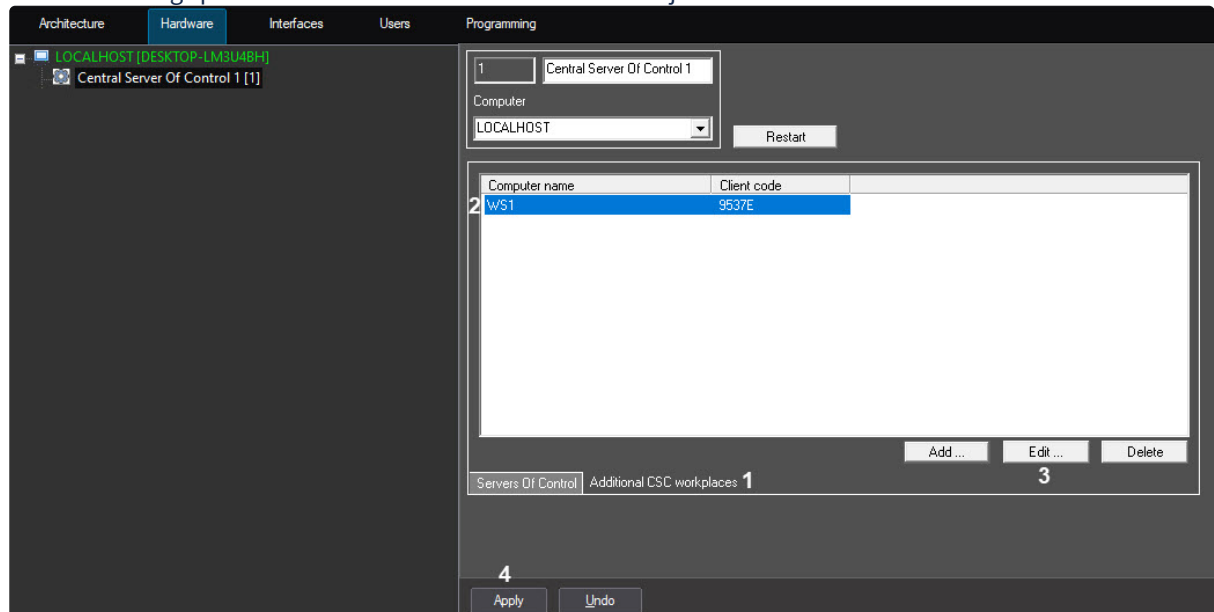 Architecture Hardware Interfaces Users Programming
LOCALHOST [DESKTOP-LM3U4BH]
Central Server Of Control 1 [1]
1 Central Server Of Control 1
Computer
LOCALHOST
Restart
Computer name Client code
2 WS1 9537E
Add ... Edit ... Delete
3
Servers Of Control Additional CSC workplaces 1
4
Apply Undo